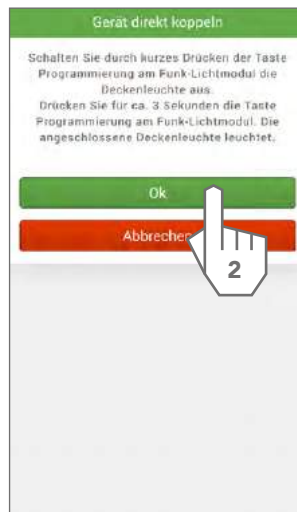 Gerät direkt koppeln
Schalten Sie durch kurzes Drücken der Taste
Programmierung am Funk-Lichtmodul die
Deckenleuchte aus.
Drücken Sie für ca. 3 Sekunden die Taste
Programmierung am Funk-Lichtmodul. Die
angeschlossene Deckenleuchte leuchtet.
Ok
Abbrechen
2